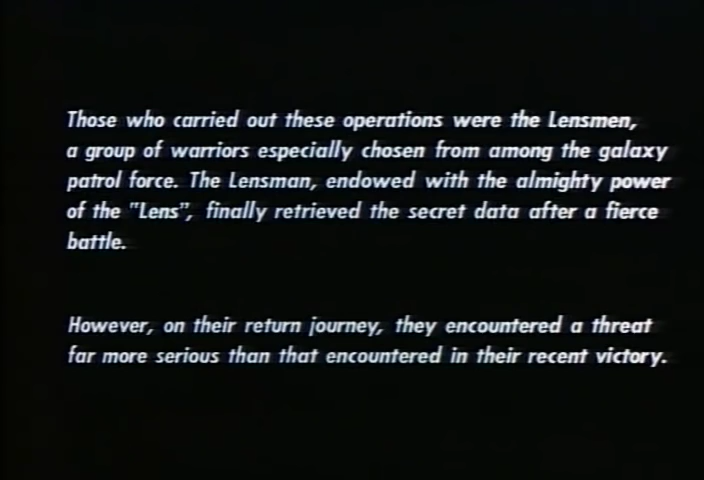 Those who carried out these operations were the Lensmen,
a group of warriors especially chosen from among the galaxy
patrol force. The Lensman, endowed with the almighty power
of the "Lens", finally retrieved the secret data after a fierce
battle.
However, on their return journey, they encountered a threat
far more serious than that encountered in their recent victory.